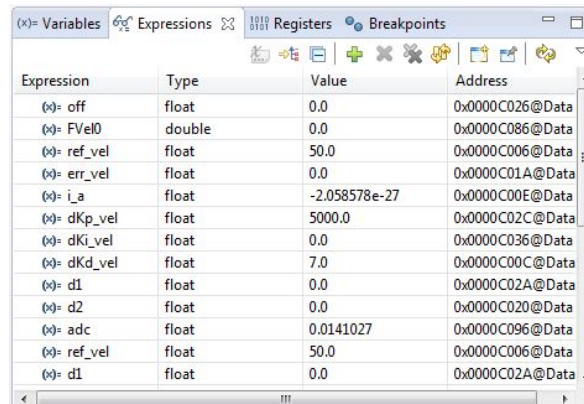 (x)= Variables Expressions Registers Breakpoints
Expression Type Value Address
(x)= off float 0.0 0x0000C026@Data
(x)= FVel0 double 0.0 0x0000C086@Data
(x)= ref_vel float 50.0 0x0000C006@Data
(x)= err_vel float 0.0 0x0000C01A@Data
(x)= i_a float -2.058578e-27 0x0000C00E@Data
(x)= dKp_vel float 5000.0 0x0000C02C@Data
(x)= dKi_vel float 0.0 0x0000C036@Data
(x)= dKd_vel float 7.0 0x0000C00C@Data
(x)= d1 float 0.0 0x0000C02A@Data
(x)= d2 float 0.0 0x0000C020@Data
(x)= adc float 0.0141027 0x0000C096@Data
(x)= ref_vel float 50.0 0x0000C006@Data
(x)= d1 float 0.0 0x0000C02A@Data